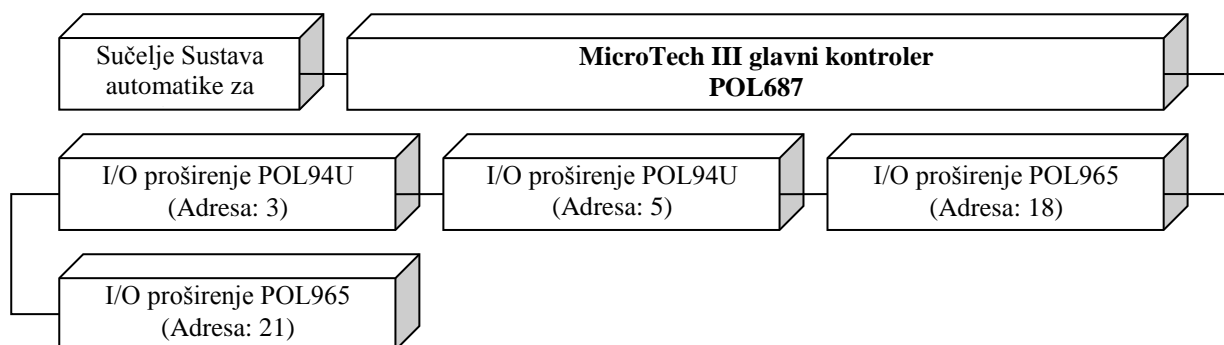 Sučelje Sustava
automatike za
MicroTech III glavni kontroler
POL687
I/O proširenje POL94U
(Adresa: 3)
I/O proširenje POL94U
(Adresa: 5)
I/O proširenje POL965
(Adresa: 18)
I/O proširenje POL965
(Adresa: 21)